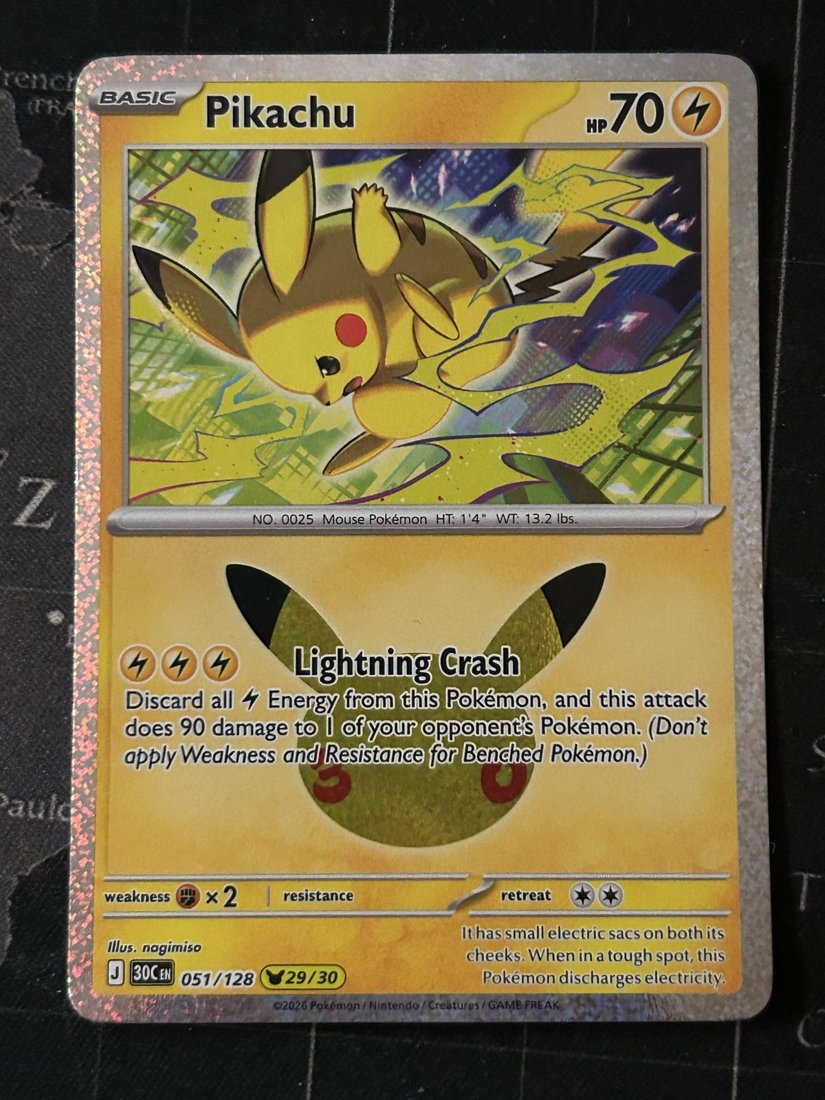 BASIC
Pikachu
HP 70
NO. 0025 Mouse Pokémon HT: 1'4" WT: 13.2 lbs.
Lightning Crash
Discard all Energy from this Pokémon, and this attack
does 90 damage to 1 of your opponent's Pokémon. (Don't
apply Weakness and Resistance for Benched Pokémon.)
30
weakness ×2 resistance retreat
It has small electric sacs on both its
cheeks. When in a tough spot, this
Pokémon discharges electricity.
Illus. nagimiso
J 30C EN 051/128 29/30
©2026 Pokémon / Nintendo / Creatures / GAME FREAK
Z
Paulo